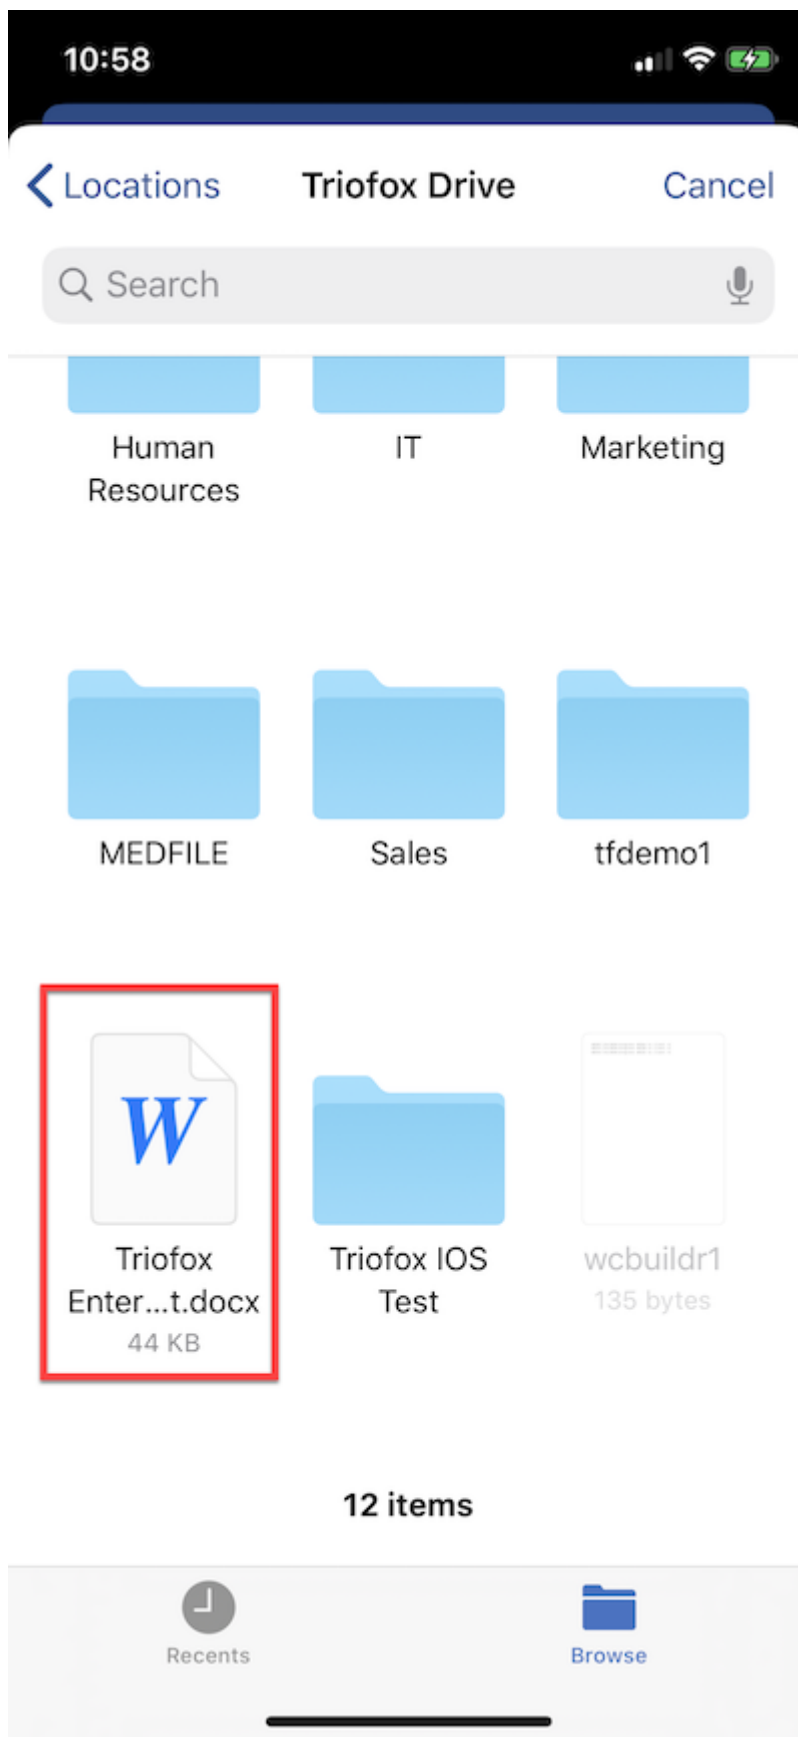 10:58
Locations Triofox Drive Cancel
Search
Human IT Marketing
Resources
MEDFILE Sales tfdemo1
W
Triofox Triofox IOS wcbuildr1
Enter...t.docx Test 135 bytes
44 KB
12 items
Recents Browse